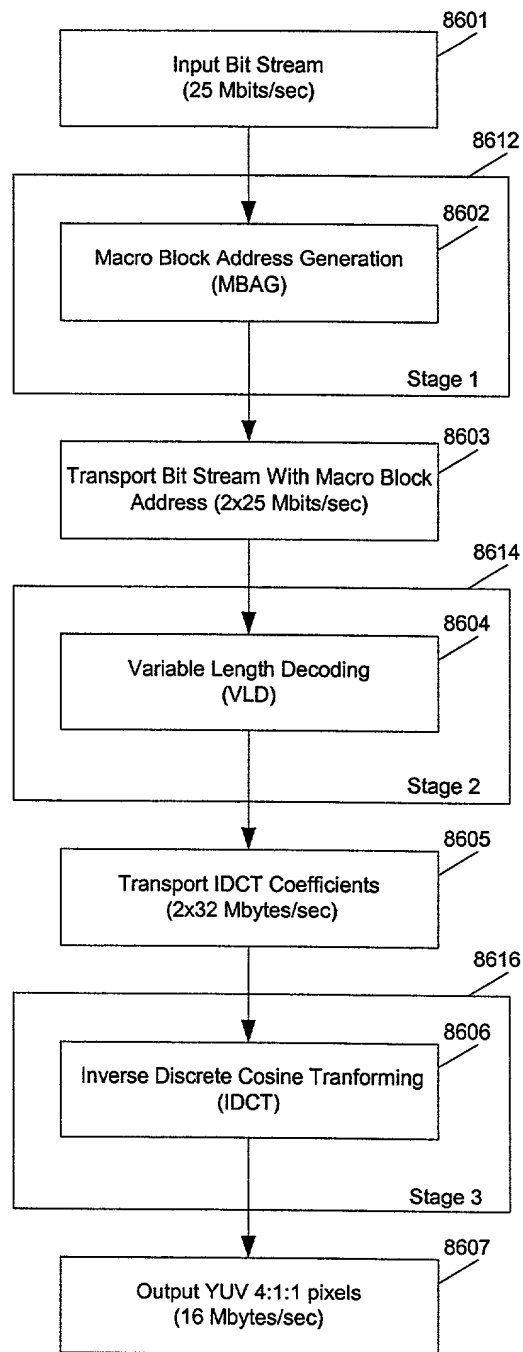 8601
Input Bit Stream
(25 Mbits/sec)
8612
8602
Macro Block Address Generation
(MBAG)
Stage 1
8603
Transport Bit Stream With Macro Block
Address (2x25 Mbits/sec)
8614
8604
Variable Length Decoding
(VLD)
Stage 2
8605
Transport IDCT Coefficients
(2x32 Mbytes/sec)
8616
8606
Inverse Discrete Cosine Tranforming
(IDCT)
Stage 3
8607
Output YUV 4:1:1 pixels
(16 Mbytes/sec)